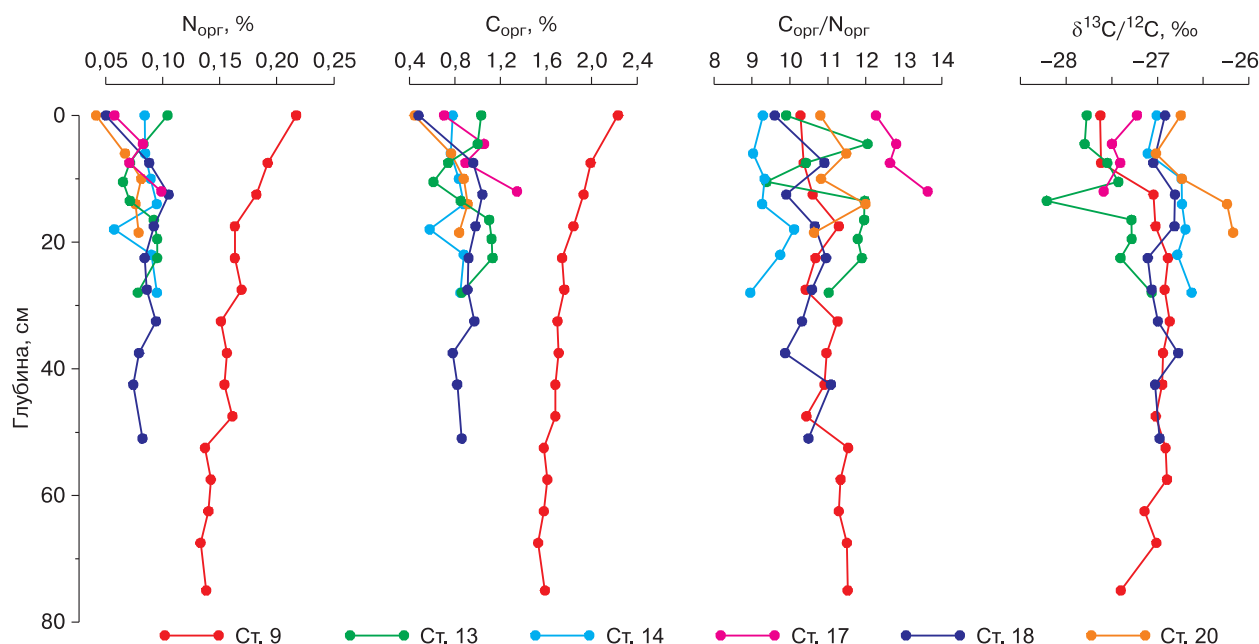 Nорг, % Cорг, % Cорг/Nорг δ¹³C/¹²C, ‰
0,05 0,10 0,15 0,20 0,25 0,4 0,8 1,2 1,6 2,0 2,4 8 9 10 11 12 13 14 −28 −27 −26
0
20
40
60
80
Глубина, см
Ст. 9 Ст. 13 Ст. 14 Ст. 17 Ст. 18 Ст. 20